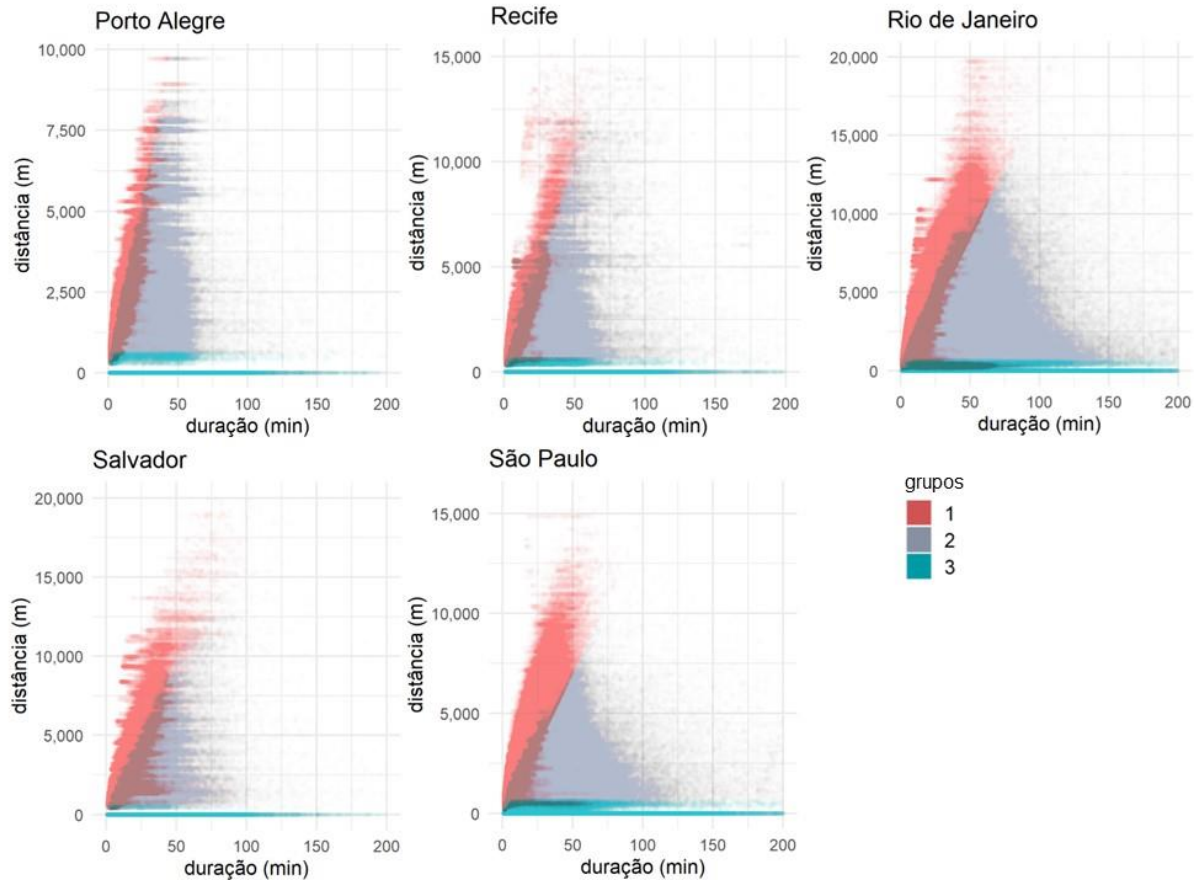 Porto Alegre
10,000
7,500
5,000
2,500
0
distância (m)
0 50 100 150 200
duração (min)
Recife
15,000
10,000
5,000
0
distância (m)
0 50 100 150 200
duração (min)
Rio de Janeiro
20,000
15,000
10,000
5,000
0
distância (m)
0 50 100 150 200
duração (min)
Salvador
20,000
15,000
10,000
5,000
0
distância (m)
0 50 100 150 200
duração (min)
São Paulo
15,000
10,000
5,000
0
distância (m)
0 50 100 150 200
duração (min)
grupos
1
2
3